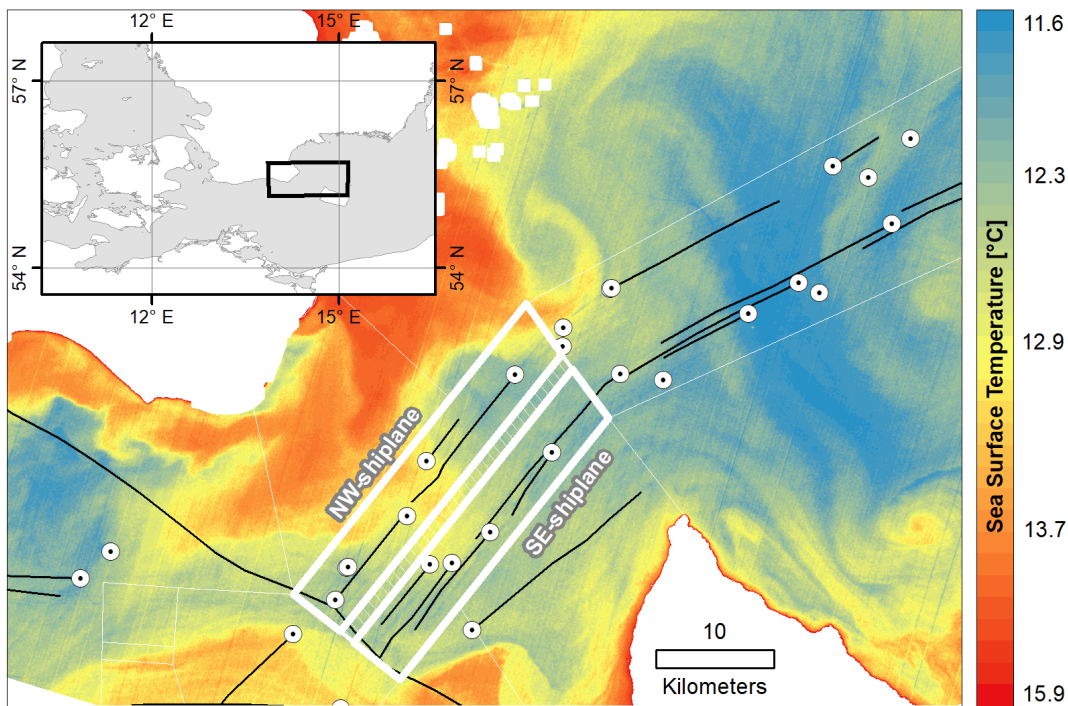 12° E
15° E
57° N
57° N
54° N
54° N
12° E
15° E
NW-shiplane
SE-shiplane
10
Kilometers
11.6
12.3
12.9
13.7
15.9
Sea Surface Temperature [°C]